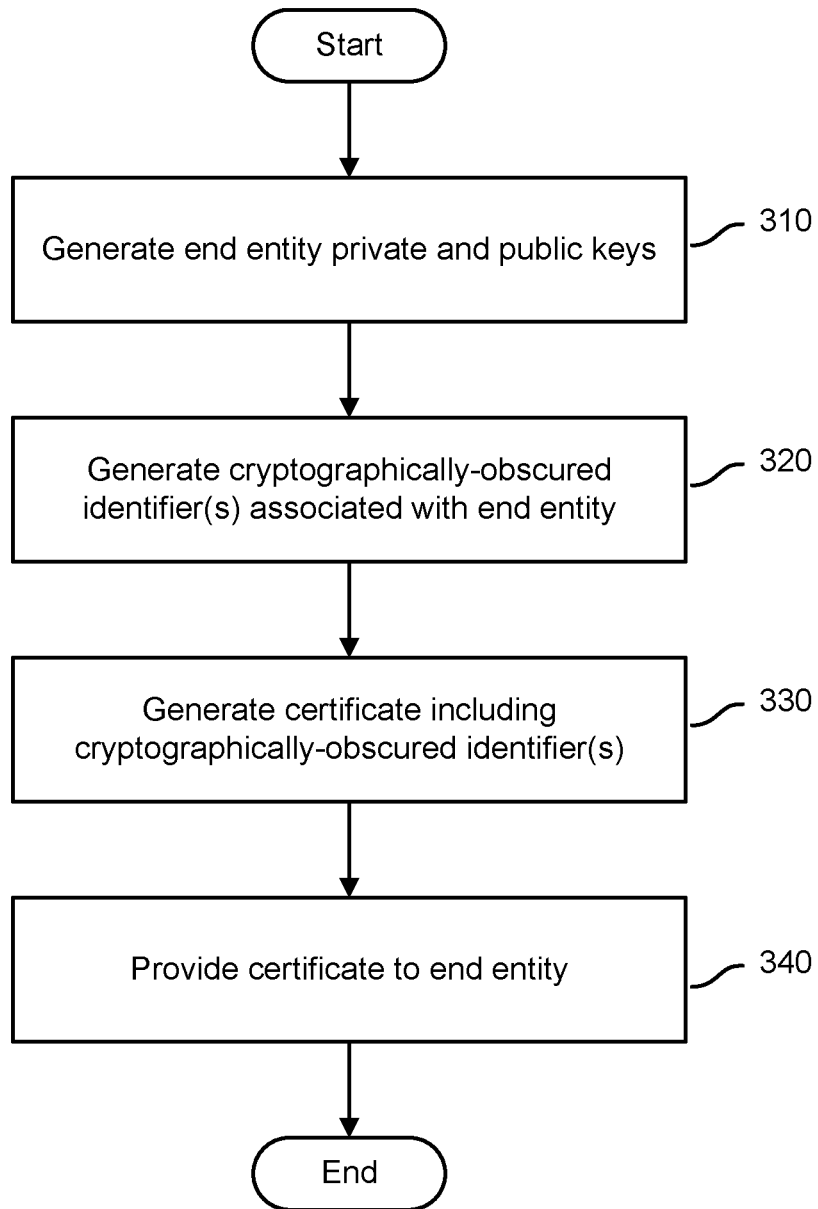 Start
Generate end entity private and public keys
310
Generate cryptographically-obscured
identifier(s) associated with end entity
320
Generate certificate including
cryptographically-obscured identifier(s)
330
Provide certificate to end entity
340
End